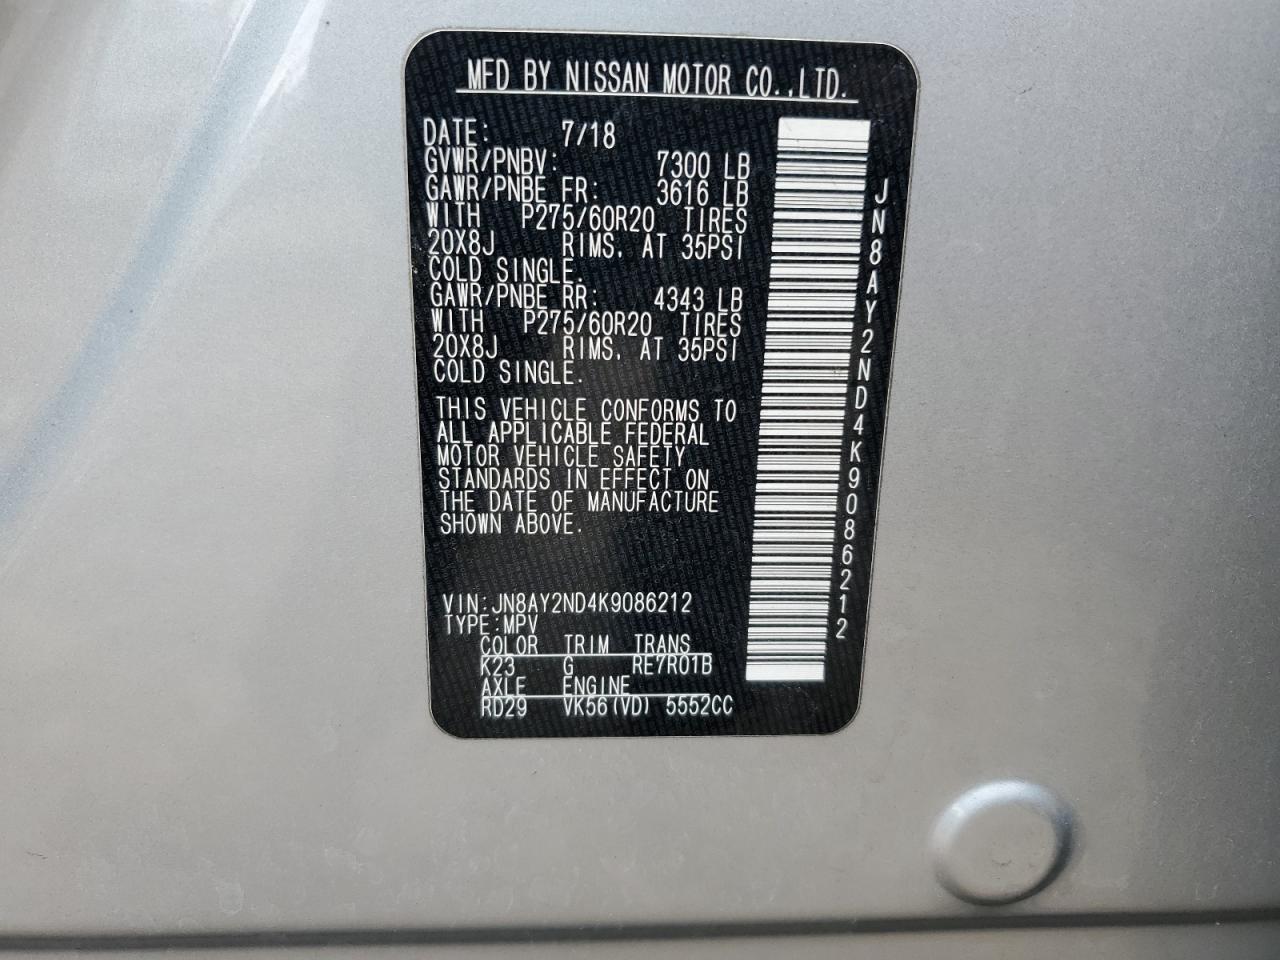 MFD BY NISSAN MOTOR CO.,LTD.
DATE: 7/18
GVWR/PNBV: 7300 LB
GAWR/PNBE FR: 3616 LB
WITH P275/60R20 TIRES
20X8J RIMS. AT 35PSI
COLD SINGLE.
GAWR/PNBE RR: 4343 LB
WITH P275/60R20 TIRES
20X8J RIMS. AT 35PSI
COLD SINGLE.
THIS VEHICLE CONFORMS TO
ALL APPLICABLE FEDERAL
MOTOR VEHICLE SAFETY
STANDARDS IN EFFECT ON
THE DATE OF MANUFACTURE
SHOWN ABOVE.
VIN:JN8AY2ND4K9086212
TYPE:MPV
COLOR TRIM TRANS
K23 G RE7R01B
AXLE ENGINE
RD29 VK56(VD) 5552CC
JN8AY2ND4K9086212